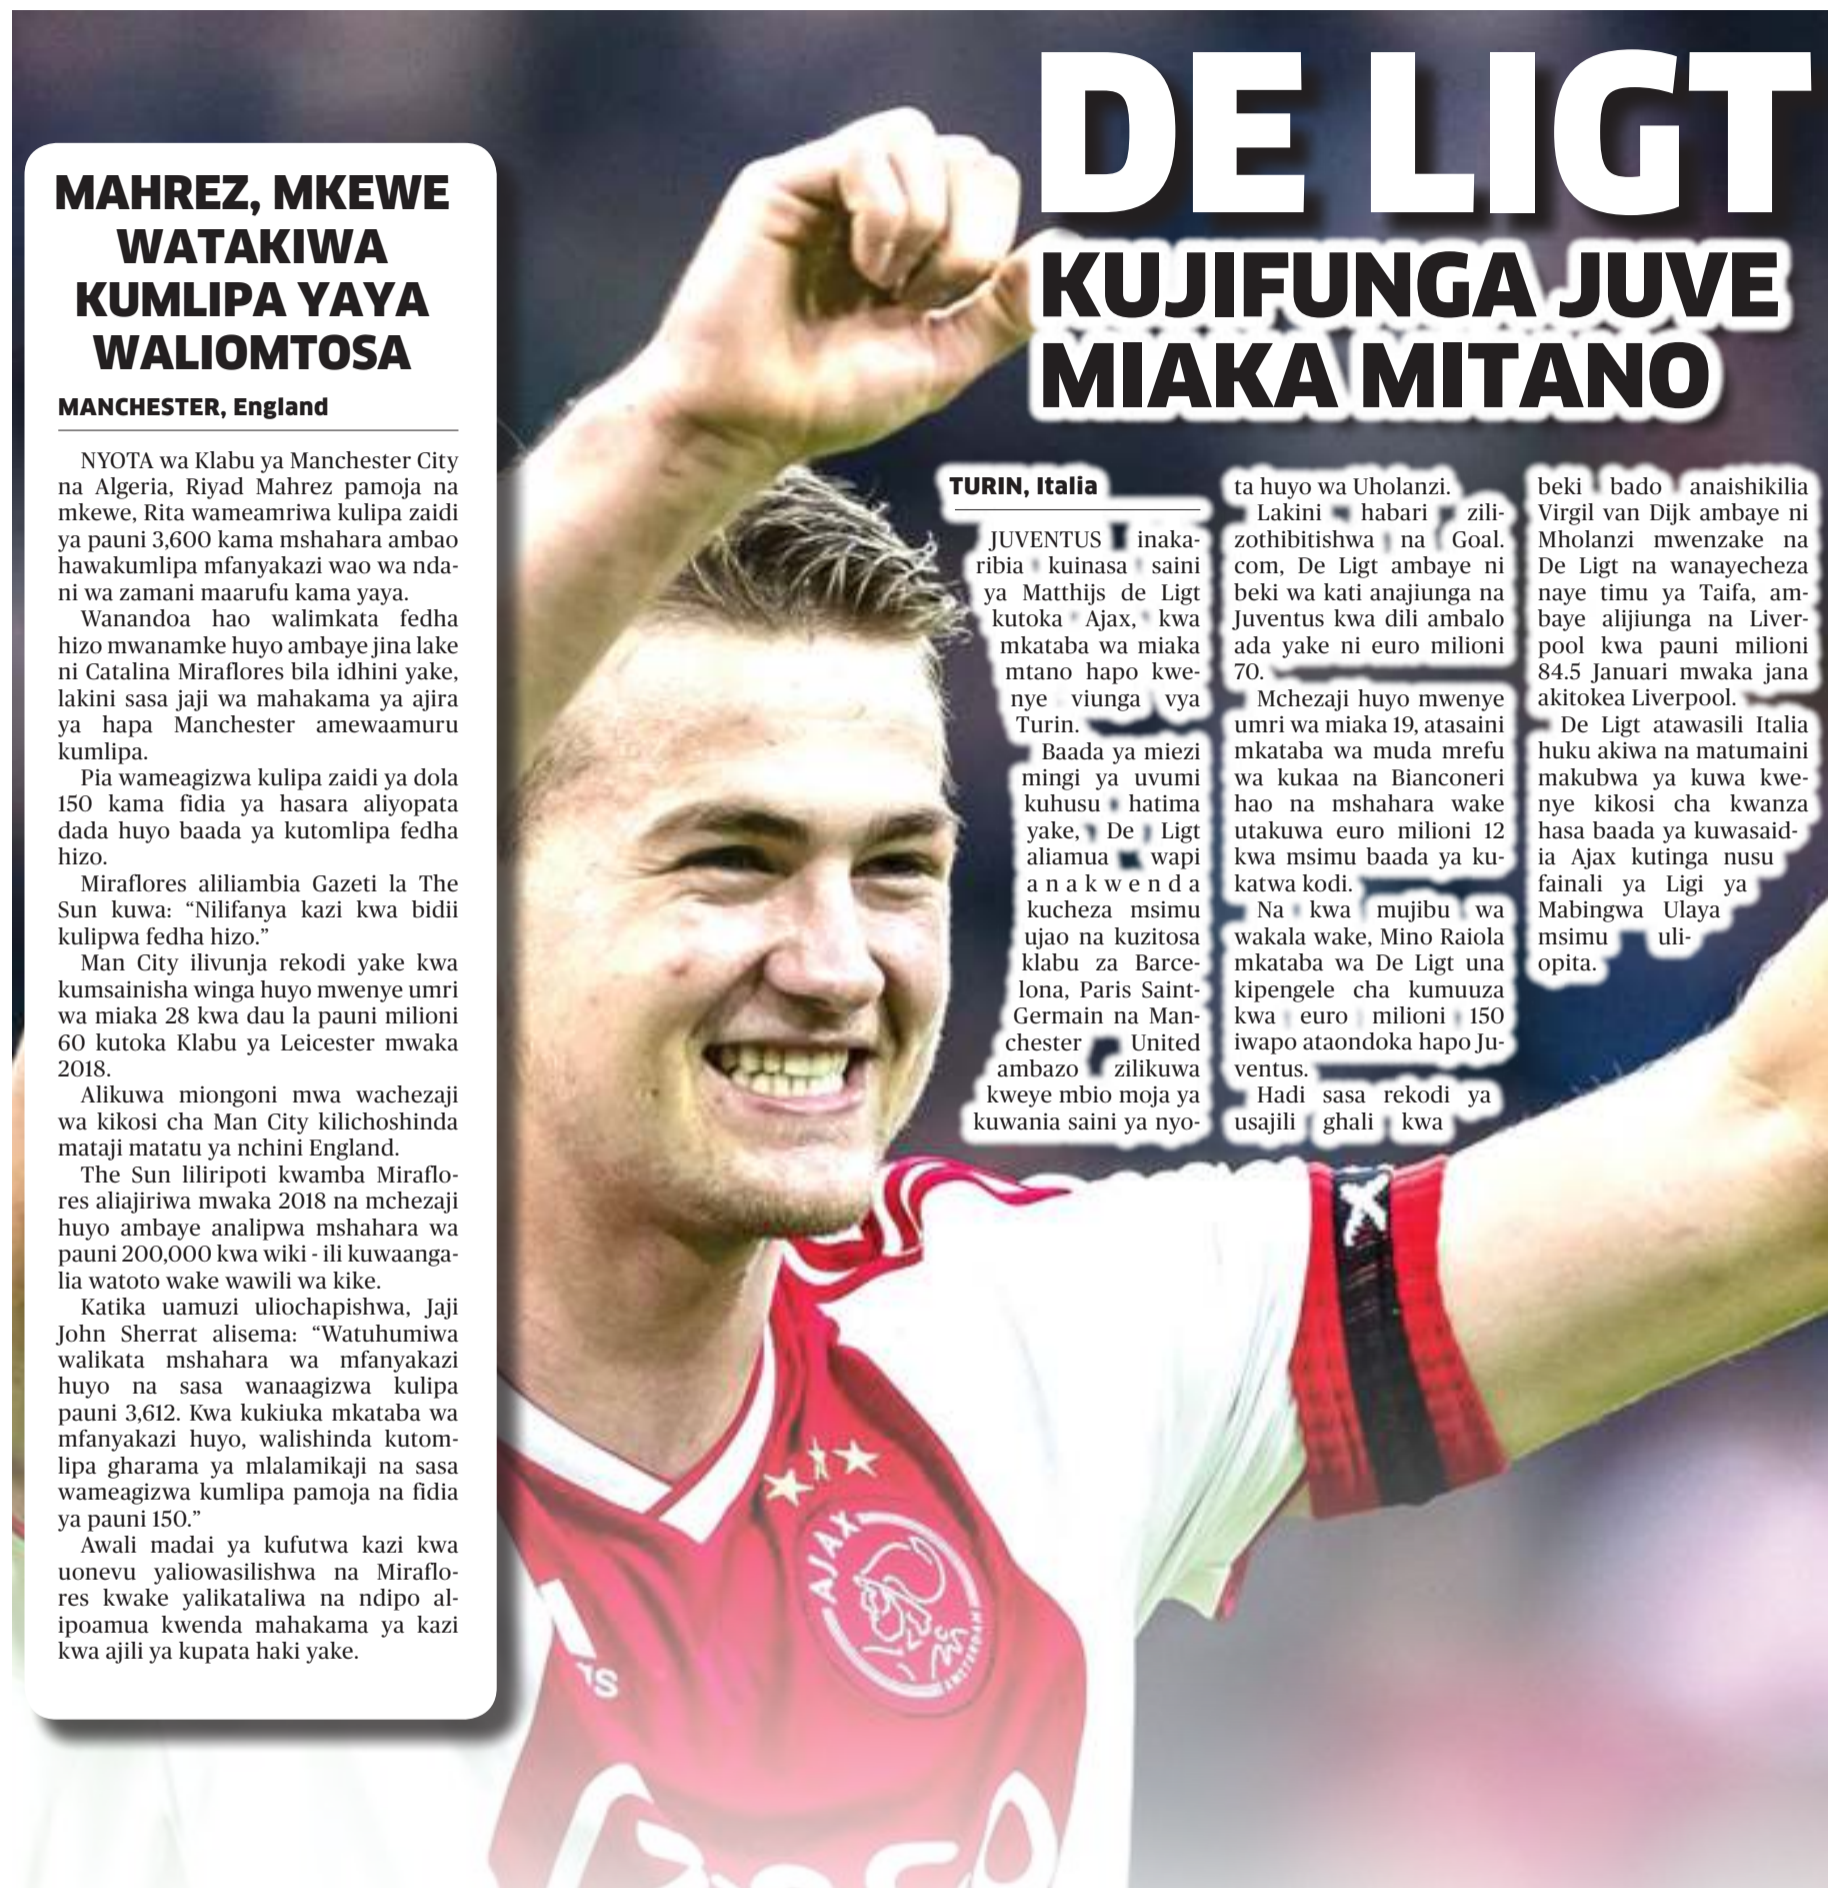 MAHREZ, MKEWE
WATAKIWA
KUMLIPA YAYA
WALIOMTOSA
MANCHESTER, England
NYOTA wa Klabu ya Manchester City
na Algeria, Riyad Mahrez pamoja na
mkewe, Rita wameamriwa kulipa zaidi
ya pauni 3,600 kama mshahara ambao
hawakumlipa mfanyakazi wao wa nda-
ni wa zamani maarufu kama yaya.
Wanandoa hao walimkata fedha
hizo mwanamke huyo ambaye jina lake
ni Catalina Miraflores bila idhini yake,
lakini sasa jaji wa mahakama ya ajira
ya hapa Manchester amewaamuru
kumlipa.
Pia wameagizwa kulipa zaidi ya dola
150 kama fidia ya hasara aliyopata
dada huyo baada ya kutomlipa fedha
hizo.
Miraflores aliliambia Gazeti la The
Sun kuwa: “Nilifanya kazi kwa bidii
kulipwa fedha hizo.”
Man City ilivunja rekodi yake kwa
kumsainisha winga huyo mwenye umri
wa miaka 28 kwa dau la pauni milioni
60 kutoka Klabu ya Leicester mwaka
2018.
Alikuwa miongoni mwa wachezaji
wa kikosi cha Man City kilichoshinda
mataji matatu ya nchini England.
The Sun liliripoti kwamba Miraflo-
res aliajiriwa mwaka 2018 na mchezaji
huyo ambaye analipwa mshahara wa
pauni 200,000 kwa wiki - ili kuwaanga-
lia watoto wake wawili wa kike.
Katika uamuzi uliochapishwa, Jaji
John Sherrat alisema: “Watuhumiwa
walikata mshahara wa mfanyakazi
huyo na sasa wanaagizwa kulipa
pauni 3,612. Kwa kukiuka mkataba wa
mfanyakazi huyo, walishinda kutom-
lipa gharama ya mlalamikaji na sasa
wameagizwa kumlipa pamoja na fidia
ya pauni 150.”
Awali madai ya kufutwa kazi kwa
uonevu yaliowasilishwa na Miraflo-
res kwake yalikataliwa na ndipo al-
ipoamua kwenda mahakama ya kazi
kwa ajili ya kupata haki yake.
DE LIGT
KUJIFUNGA JUVE
MIAKA MITANO
TURIN, Italia
JUVENTUS inaka-
ribia kuinasa saini
ya Matthijs de Ligt
kutoka Ajax, kwa
mkataba wa miaka
mtano hapo kwe-
nye viunga vya
Turin.
Baada ya miezi
mingi ya uvumi
kuhusu hatima
yake, De Ligt
aliamua wapi
anakwenda
kucheza msimu
ujao na kuzitosa
klabu za Barce-
lona, Paris Saint-
Germain na Man-
chester United
ambazo zilikuwa
kweye mbio moja ya
kuwania saini ya nyo-
ta huyo wa Uholanzi.
Lakini habari zili-
zothibitishwa na Goal.
com, De Ligt ambaye ni
beki wa kati anajiunga na
Juventus kwa dili ambalo
ada yake ni euro milioni
70.
Mchezaji huyo mwenye
umri wa miaka 19, atasaini
mkataba wa muda mrefu
wa kukaa na Bianconeri
hao na mshahara wake
utakuwa euro milioni 12
kwa msimu baada ya ku-
katwa kodi.
Na kwa mujibu wa
wakala wake, Mino Raiola
mkataba wa De Ligt una
kipengele cha kumuuza
kwa euro milioni 150
iwapo ataondoka hapo Ju-
ventus.
Hadi sasa rekodi ya
usajili ghali kwa
beki bado anaishikilia
Virgil van Dijk ambaye ni
Mholanzi mwenzake na
De Ligt na wanayecheza
naye timu ya Taifa, am-
baye alijiunga na Liver-
pool kwa pauni milioni
84.5 Januari mwaka jana
akitokea Liverpool.
De Ligt atawasili Italia
huku akiwa na matumaini
makubwa ya kuwa kwe-
nye kikosi cha kwanza
hasa baada ya kuwasaid-
ia Ajax kutinga nusu
fainali ya Ligi ya
Mabingwa Ulaya
msimu uli-
opita.
AJAX
AMSTERDAM